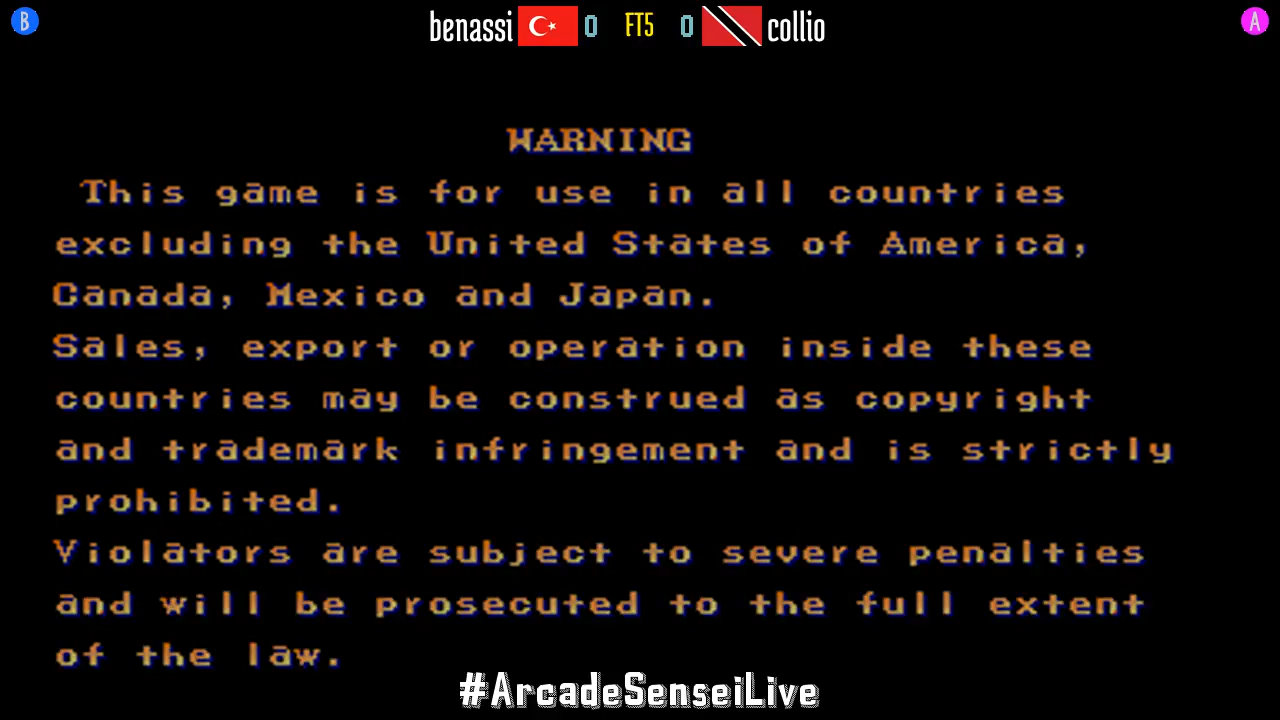 B benassi 0 FT5 0 collio A
WARNING
This game is for use in all countries
excluding the United States of America,
Canada, Mexico and Japan.
Sales, export or operation inside these
countries may be construed as copyright
and trademark infringement and is strictly
prohibited.
Violators are subject to severe penalties
and will be prosecuted to the full extent
of the law.
#ArcadeSenseiLive